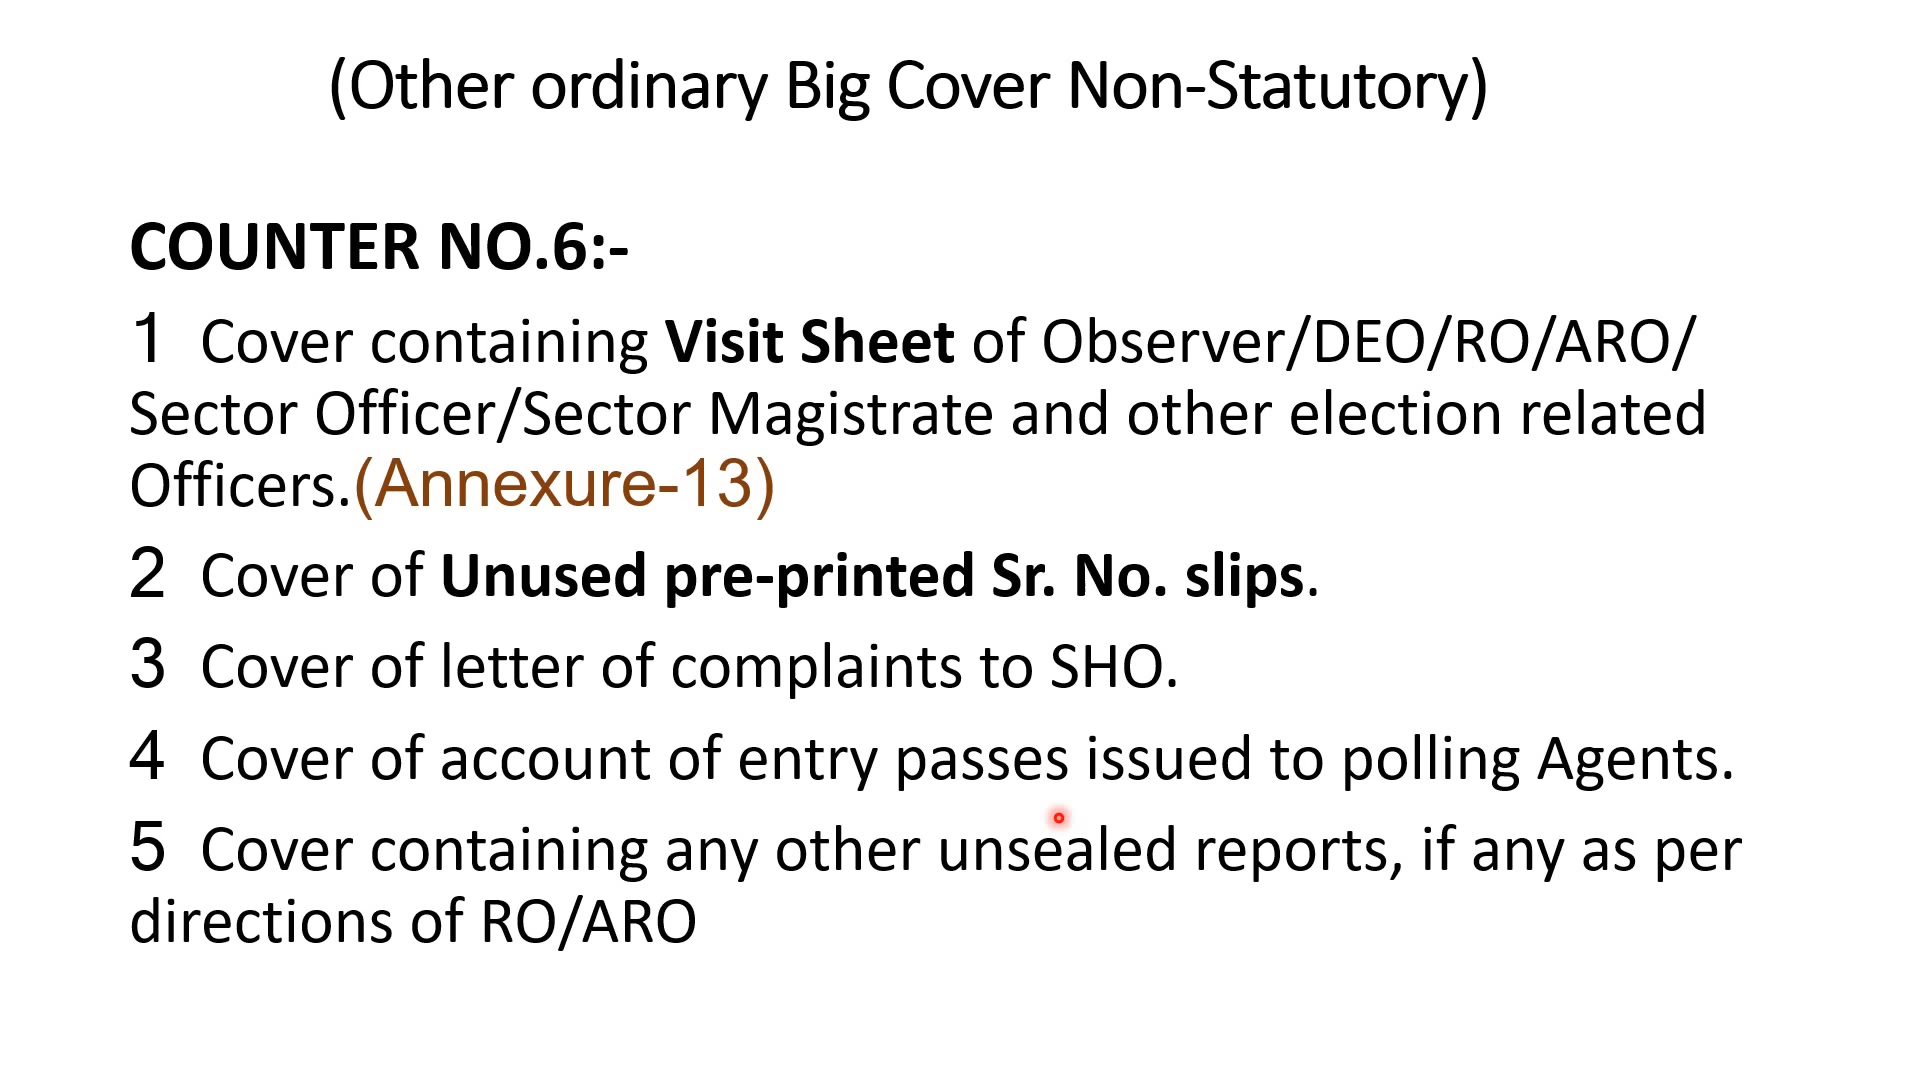 (Other ordinary Big Cover Non-Statutory)
COUNTER NO.6:-
1 Cover containing Visit Sheet of Observer/DEO/RO/ARO/
Sector Officer/Sector Magistrate and other election related
Officers.(Annexure-13)
2 Cover of Unused pre-printed Sr. No. slips.
3 Cover of letter of complaints to SHO.
4 Cover of account of entry passes issued to polling Agents.
5 Cover containing any other unsealed reports, if any as per
directions of RO/ARO